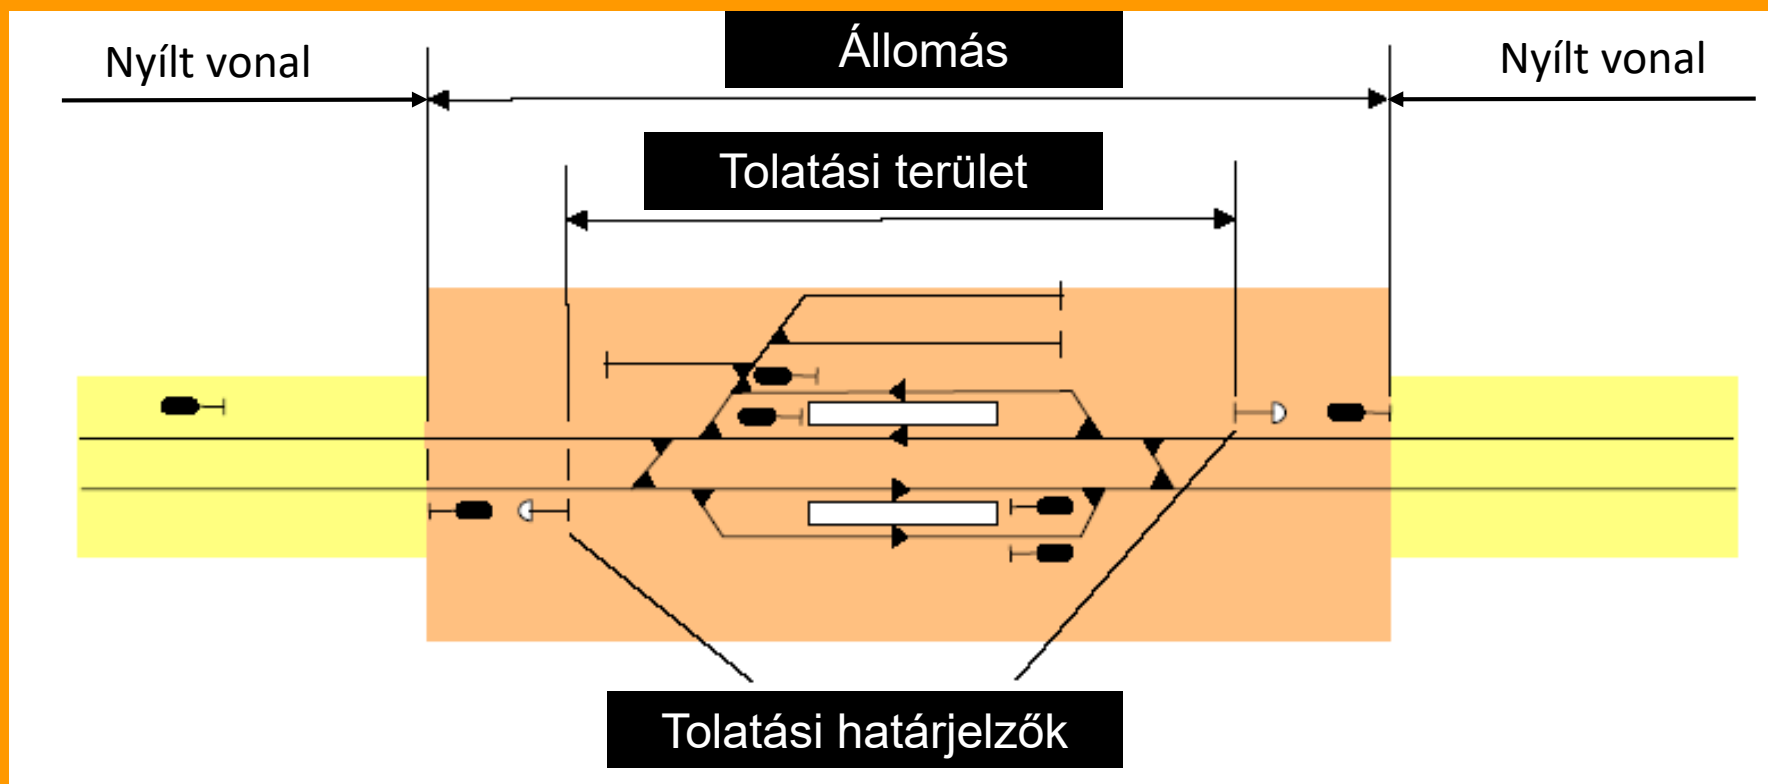 Állomás
Nyílt vonal
Nyílt vonal
Tolatási terület
Tolatási határjelzők